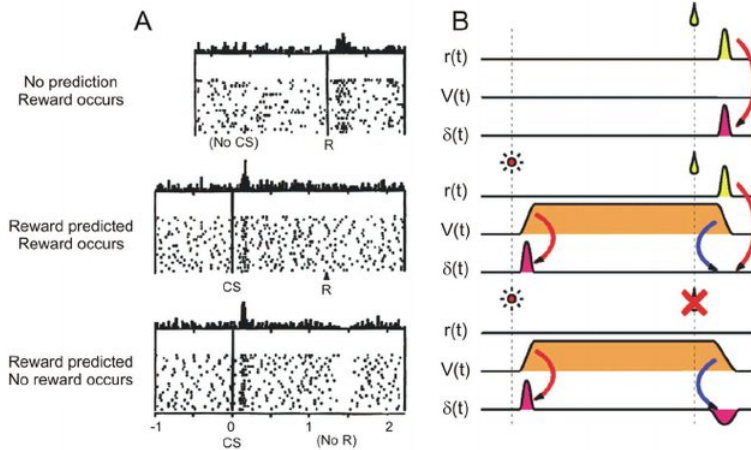 A
B
No prediction
Reward occurs
(No CS)
R
r(t)
V(t)
δ(t)
Reward predicted
Reward occurs
CS
R
r(t)
V(t)
δ(t)
Reward predicted
No reward occurs
-1
0
1
2
CS
(No R)
r(t)
V(t)
δ(t)